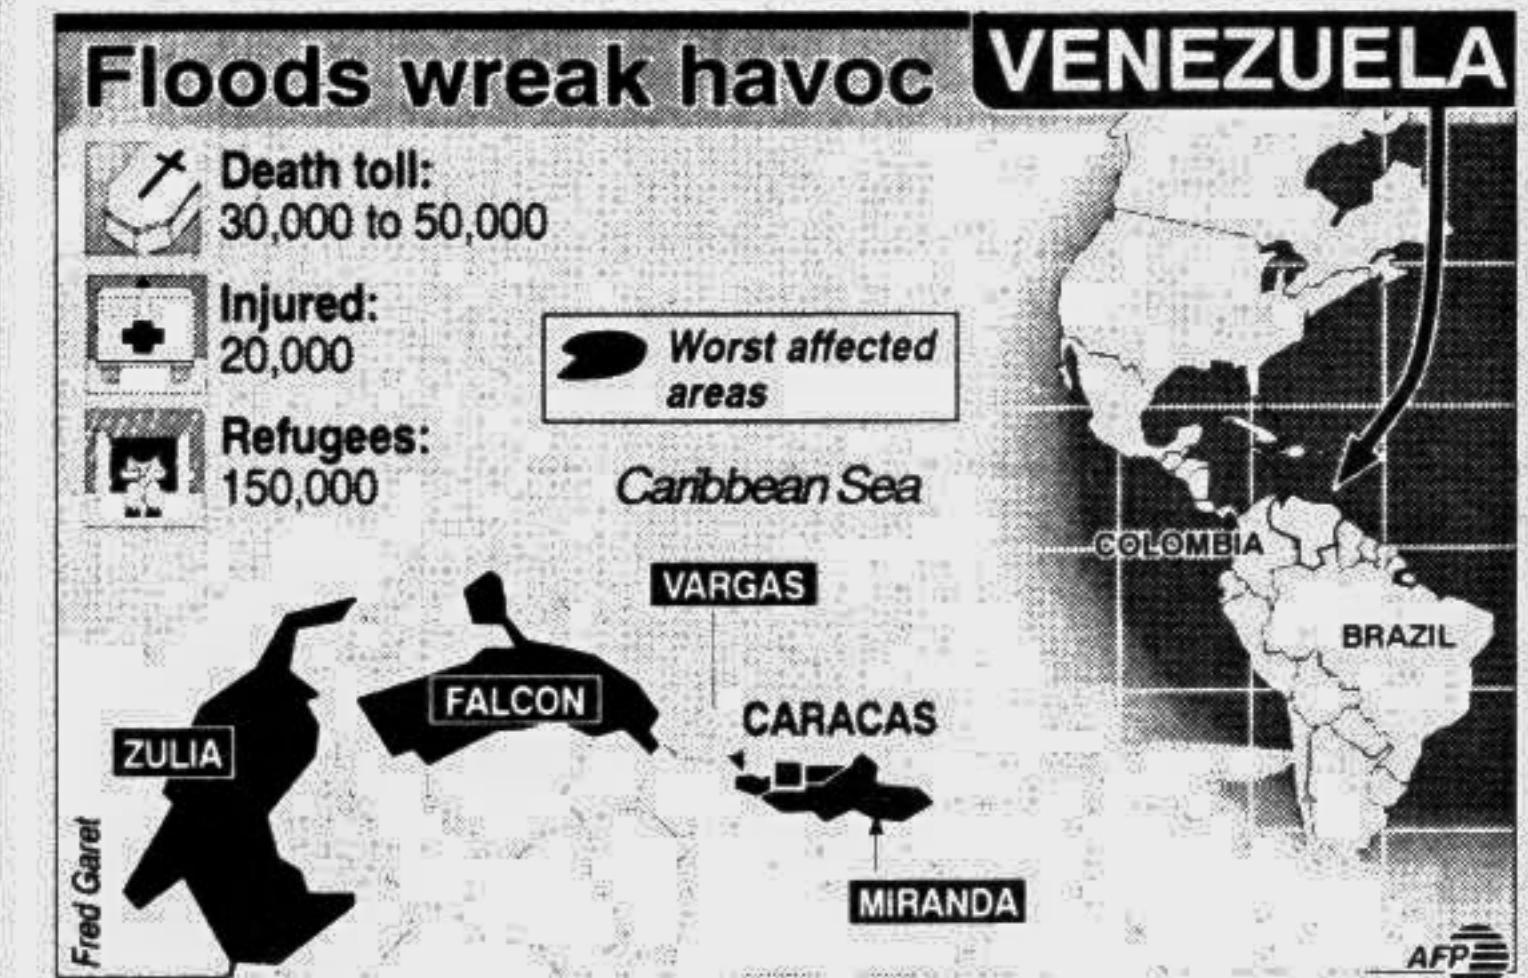 Floods wreak havoc
VENEZUELA
Death toll:
30,000 to 50,000
Injured:
20,000
Refugees:
150,000
Worst affected
areas
Caribbean Sea
COLOMBIA
BRAZIL
VARGAS
FALCON
CARACAS
ZULIA
MIRANDA
Fred Garet
AFP